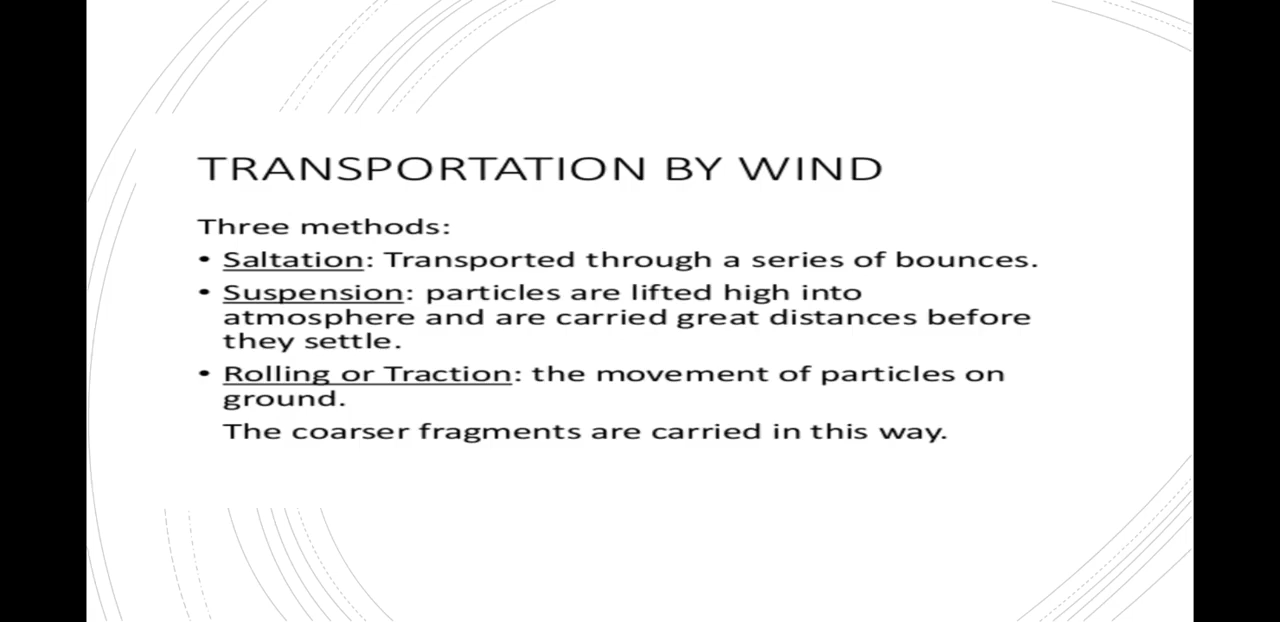 TRANSPORTATION BY WIND
Three methods:
• Saltation: Transported through a series of bounces.
• Suspension: particles are lifted high into
atmosphere and are carried great distances before
they settle.
• Rolling or Traction: the movement of particles on
ground.
The coarser fragments are carried in this way.